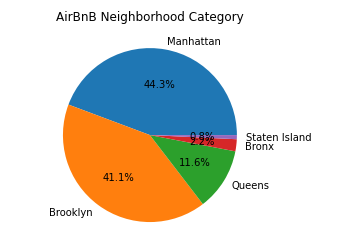 AirBnB Neighborhood Category
Manhattan
44.3%
0.8%
Staten Island
2.2%
Bronx
11.6%
Queens
41.1%
Brooklyn